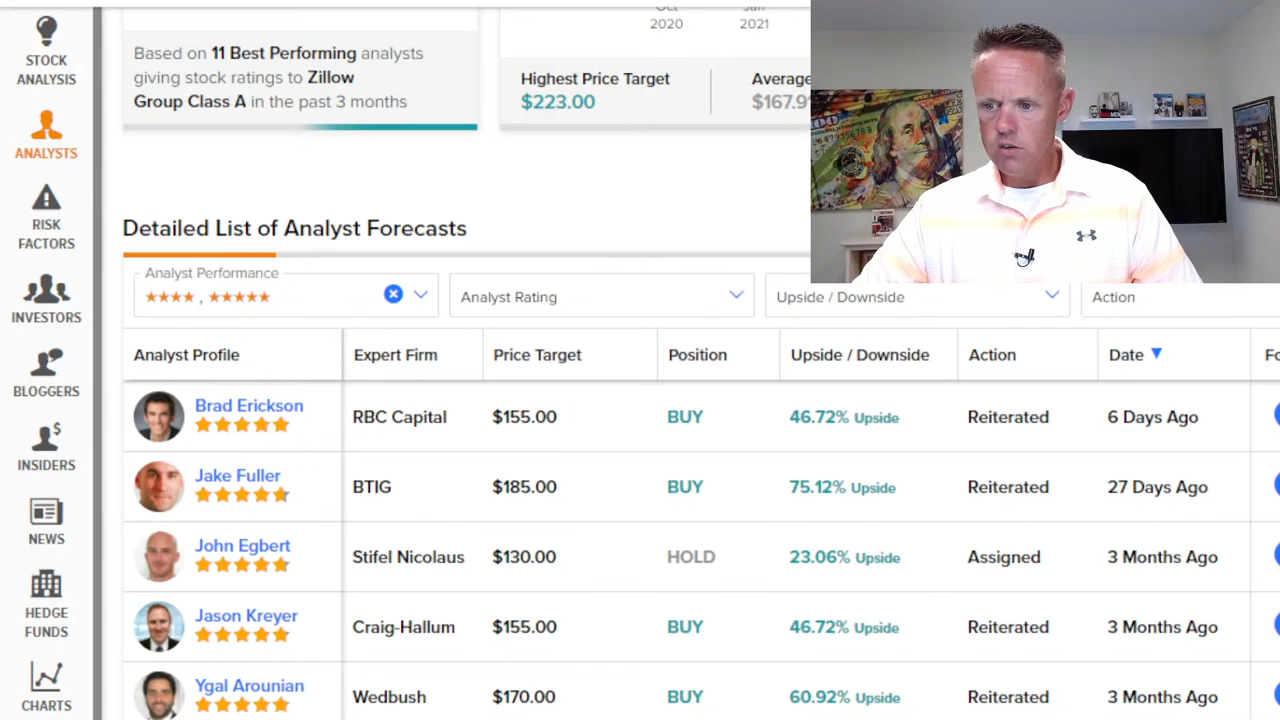 STOCK
ANALYSIS
ANALYSTS
RISK
FACTORS
INVESTORS
BLOGGERS
INSIDERS
NEWS
HEDGE
FUNDS
CHARTS
Based on 11 Best Performing analysts
giving stock ratings to Zillow
Group Class A in the past 3 months
2020
2021
Highest Price Target
$223.00
Average
Detailed List of Analyst Forecasts
Analyst Performance
★★★★ , ★★★★★
Analyst Rating
Upside / Downside
Action
Analyst Profile Expert Firm Price Target Position Upside / Downside Action Date ▼
Brad Erickson RBC Capital $155.00 BUY 46.72% Upside Reiterated 6 Days Ago
Jake Fuller BTIG $185.00 BUY 75.12% Upside Reiterated 27 Days Ago
John Egbert Stifel Nicolaus $130.00 HOLD 23.06% Upside Assigned 3 Months Ago
Jason Kreyer Craig-Hallum $155.00 BUY 46.72% Upside Reiterated 3 Months Ago
Ygal Arounian Wedbush $170.00 BUY 60.92% Upside Reiterated 3 Months Ago